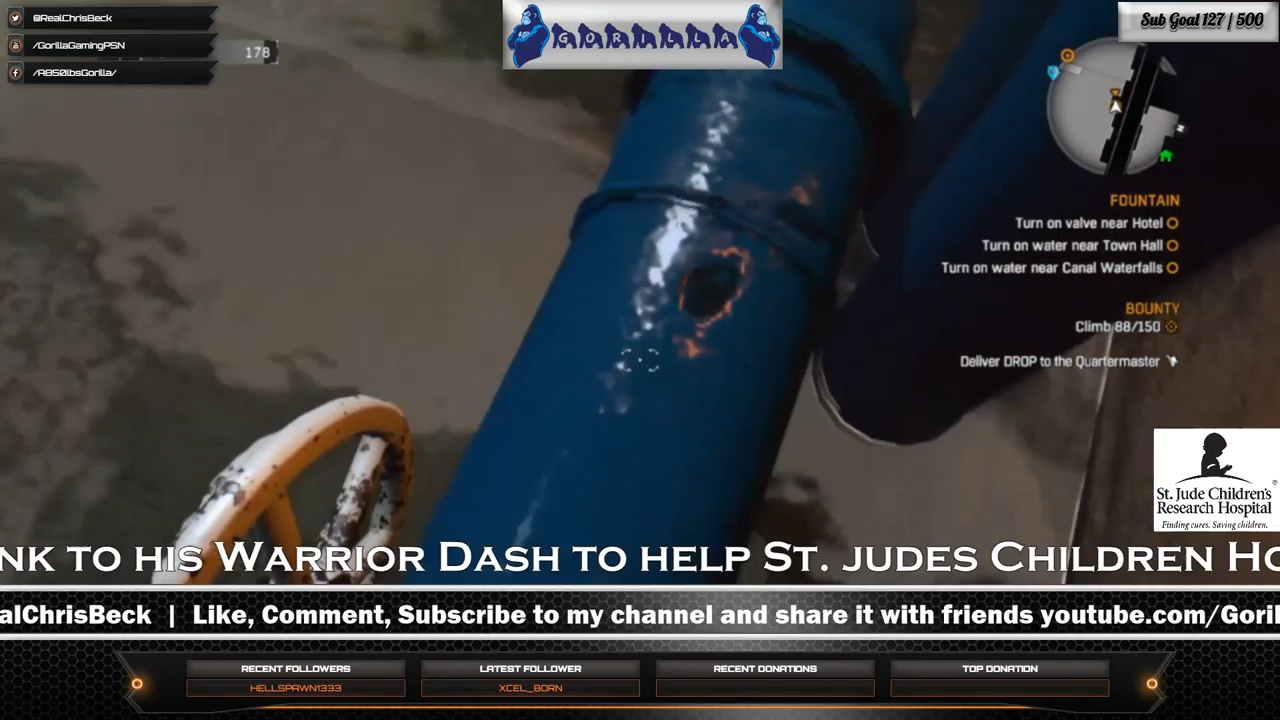 @RealChrisBeck
/GorillaGamingPSN
/A850lbsGorilla/
178
GORILLA
Sub Goal 127 / 500
FOUNTAIN
Turn on valve near Hotel
Turn on water near Town Hall
Turn on water near Canal Waterfalls
BOUNTY
Climb 88/150
Deliver DROP to the Quartermaster
St. Jude Children's
Research Hospital
Finding cures. Saving children.
NK TO HIS WARRIOR DASH TO HELP ST. JUDES CHILDREN HO
alChrisBeck | Like, Comment, Subscribe to my channel and share it with friends youtube.com/Goril
RECENT FOLLOWERS
LATEST FOLLOWER
RECENT DONATIONS
TOP DONATION
HELLSPAWN1333
XCEL_BORN